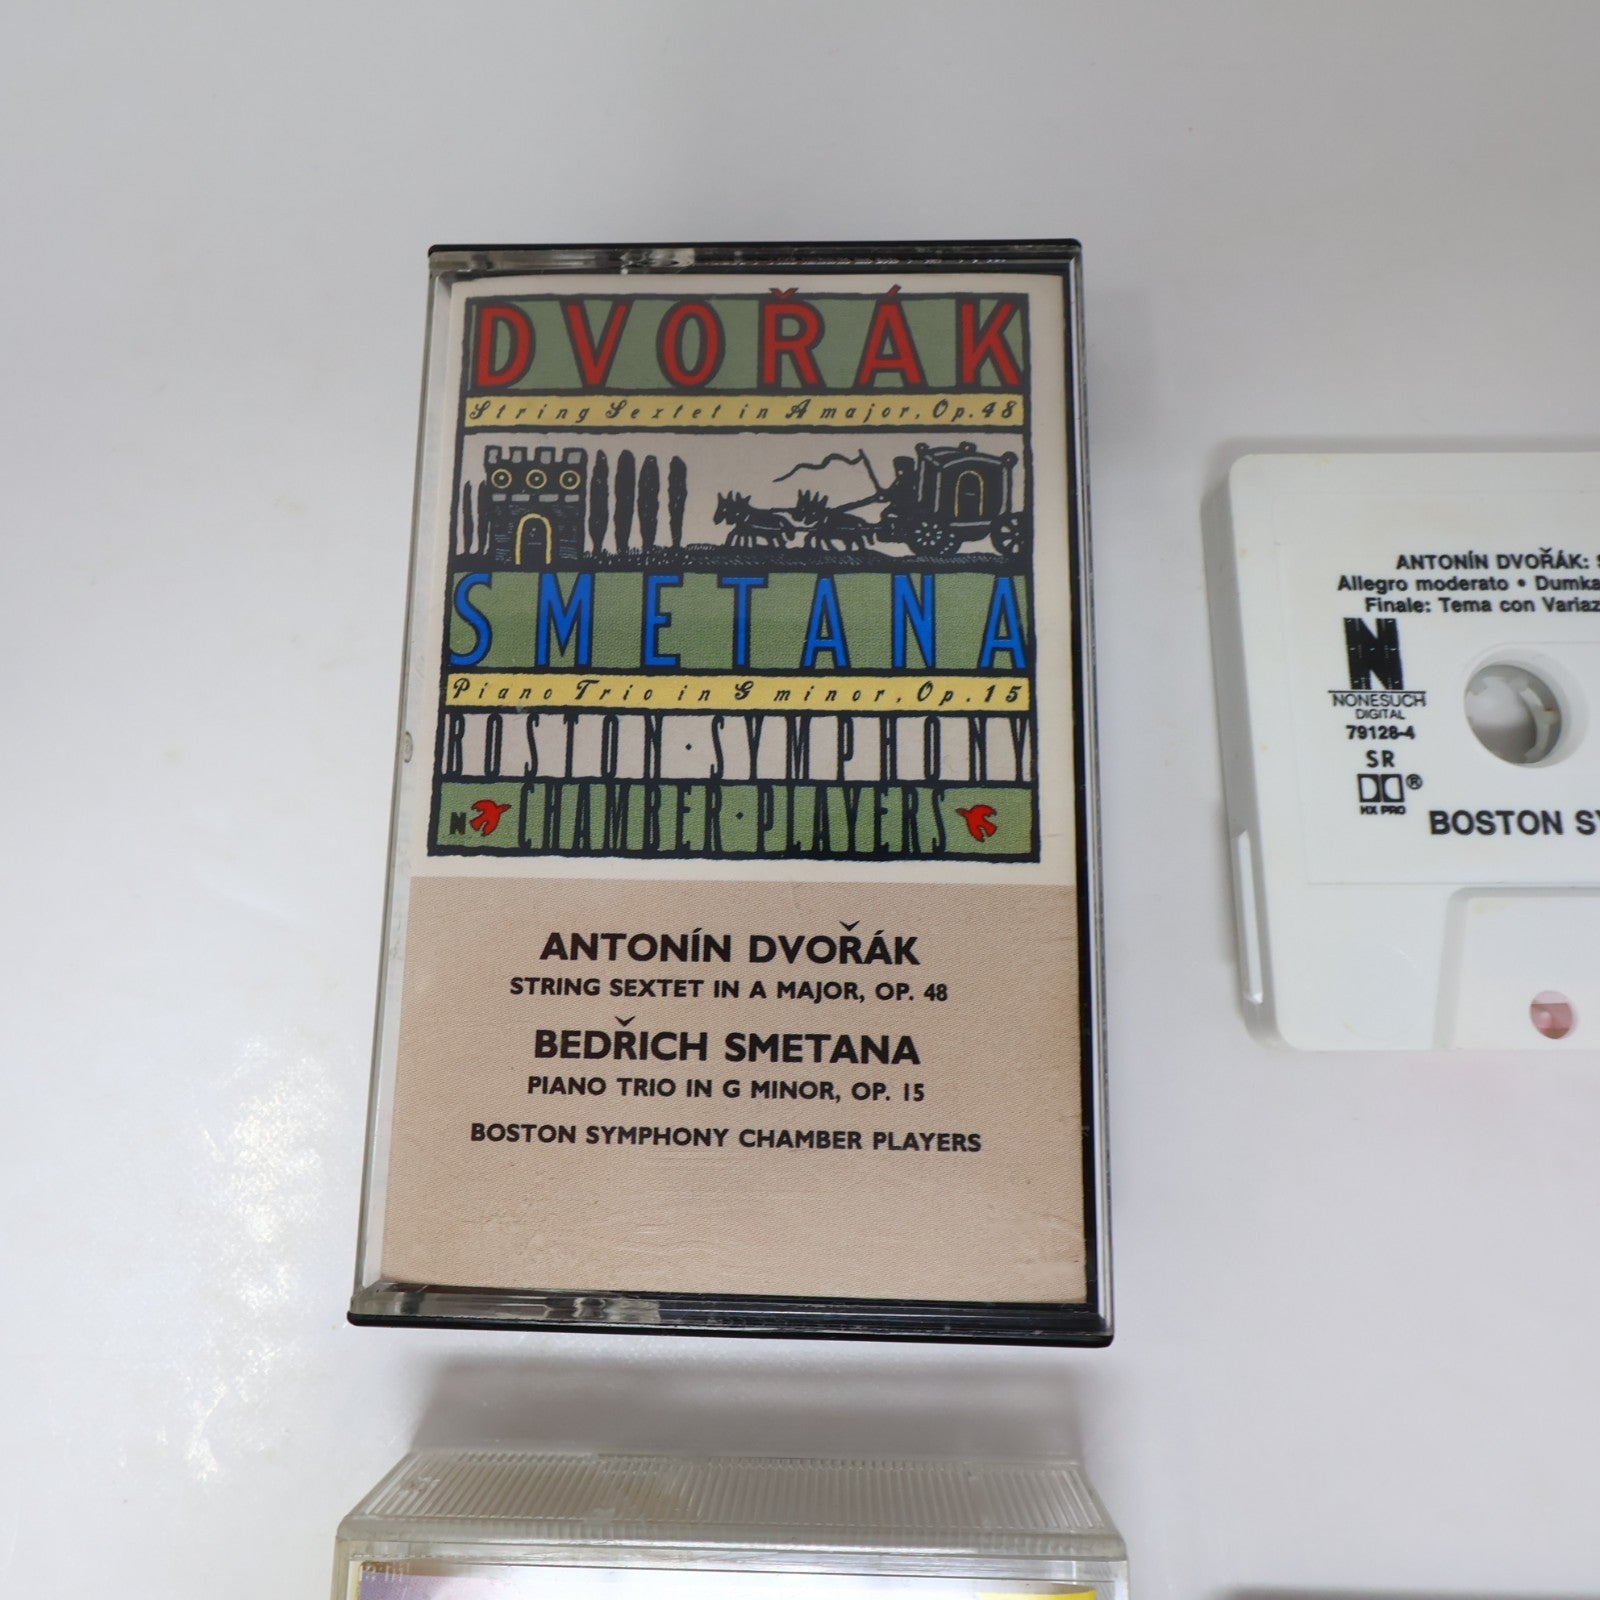 DVOŘÁK
String Sextet in A major, Op. 48
SMETANA
Piano Trio in G minor, Op. 15
BOSTON · SYMPHONY
N CHAMBER · PLAYERS
ANTONÍN DVOŘÁK
STRING SEXTET IN A MAJOR, OP. 48
BEDŘICH SMETANA
PIANO TRIO IN G MINOR, OP. 15
BOSTON SYMPHONY CHAMBER PLAYERS
ANTONÍN DVOŘÁK:
Allegro moderato • Dumka
Finale: Tema con
N
NONESUCH
DIGITAL
79128-4
SR
HX PRO
BOSTON